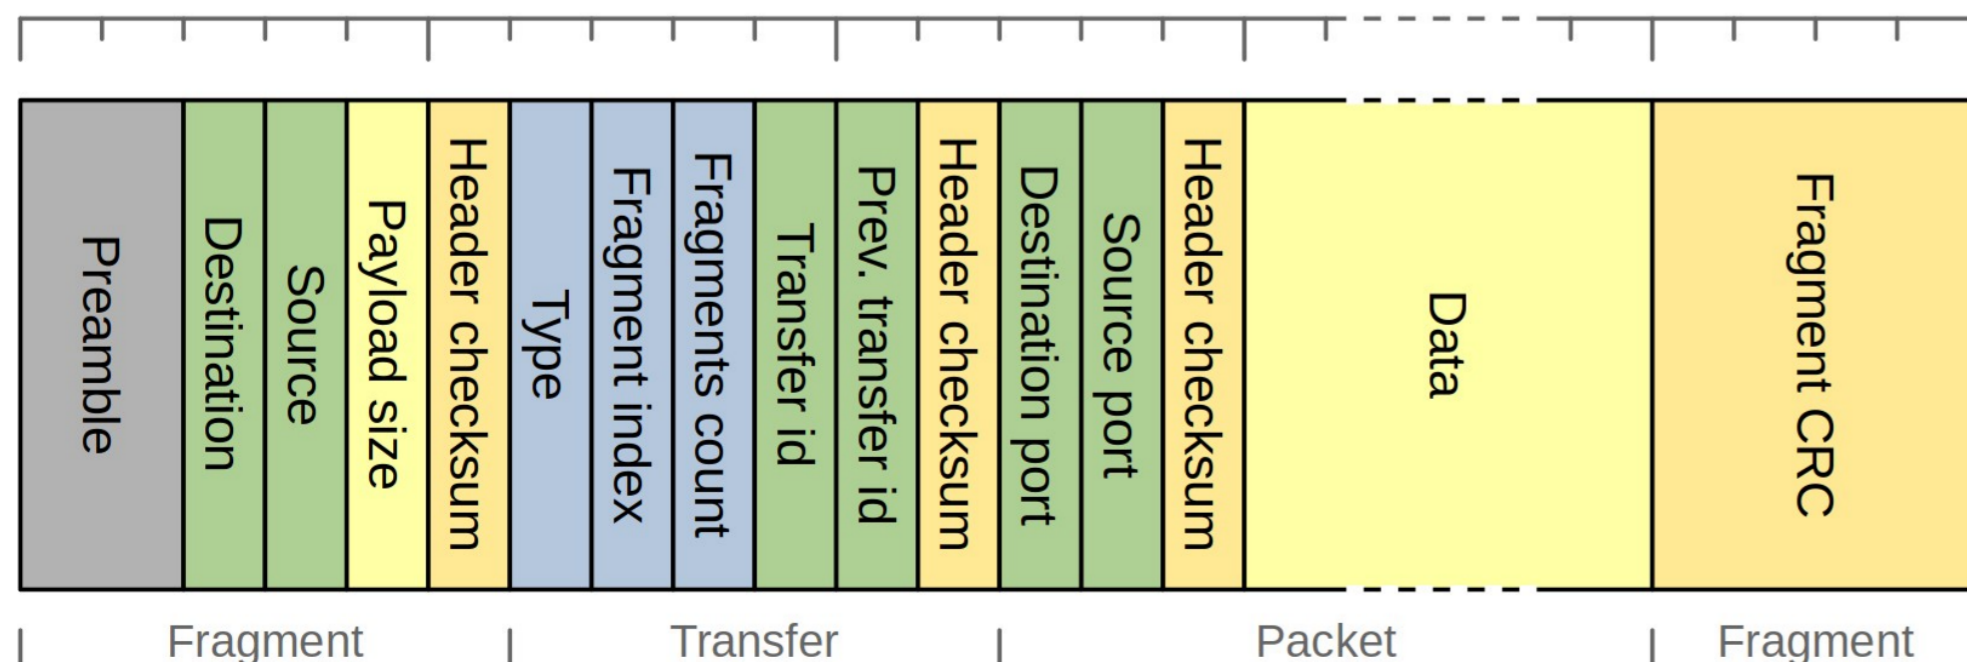 Preamble
Destination
Source
Payload size
Header checksum
Type
Fragment index
Fragments count
Transfer id
Prev. transfer id
Header checksum
Destination port
Source port
Header checksum
Data
Fragment CRC
Fragment
Transfer
Packet
Fragment